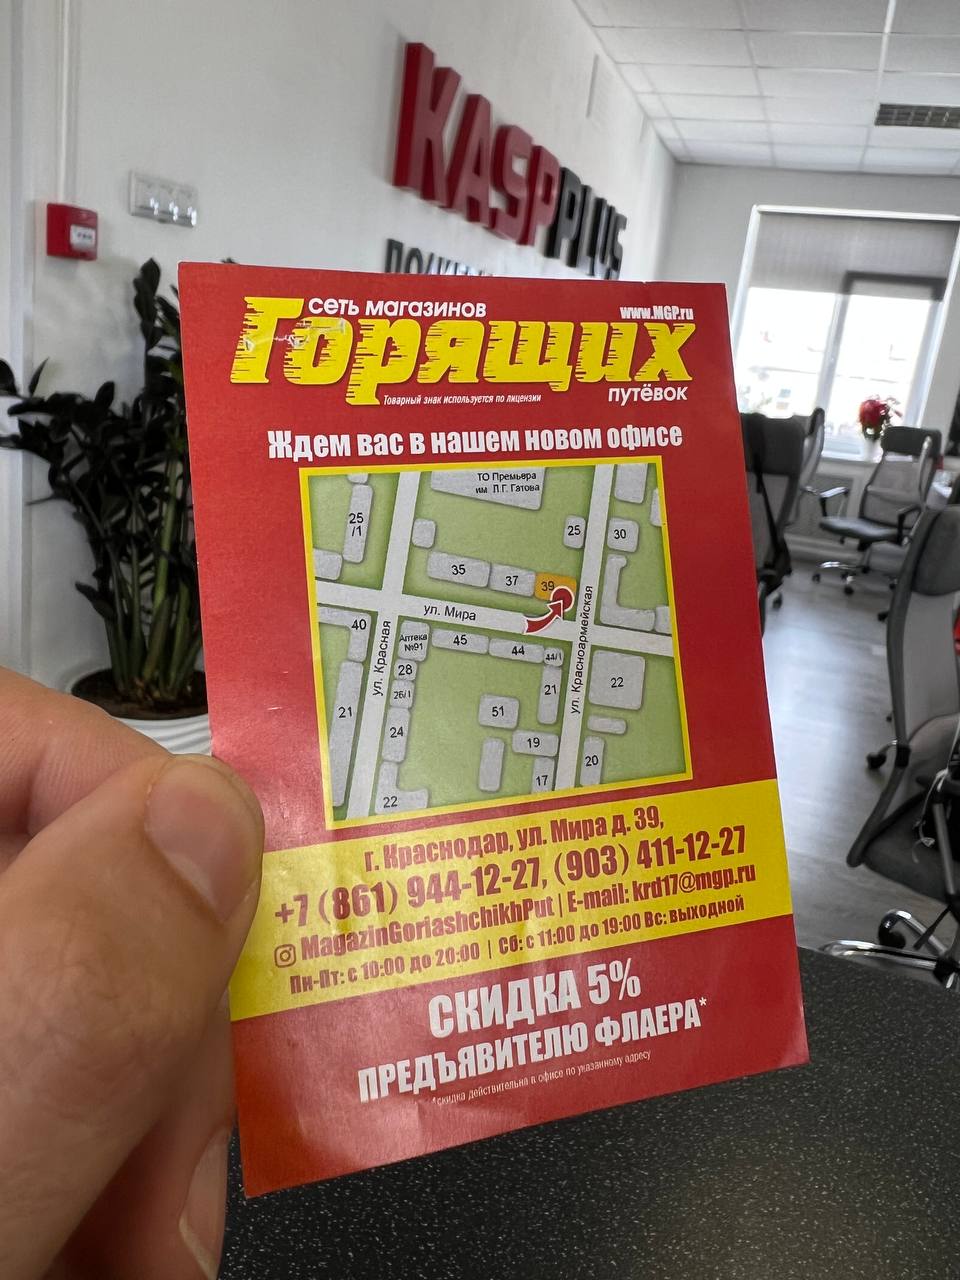 KASPPLUS
сеть магазинов
www.MGP.ru
Горящих
путёвок
Товарный знак используется по лицензии
Ждем вас в нашем новом офисе
ТО Премьера
им Л.Г. Гатова
25
/1
25
30
35
37
39
ул. Мира
40
Аптека
№91
45
44
44/1
ул. Красная
ул. Красноармейская
28
26/1
21
22
21
51
24
19
20
17
22
г. Краснодар, ул. Мира д. 39,
+7 (861) 944-12-27, (903) 411-12-27
MagazinGoriashchikhPut | E-mail: krd17@mgp.ru
Пн-Пт: с 10:00 до 20:00 | Сб: с 11:00 до 19:00 Вс: выходной
СКИДКА 5%
ПРЕДЪЯВИТЕЛЮ ФЛАЕРА*
*скидка действительна в офисе по указанному адресу